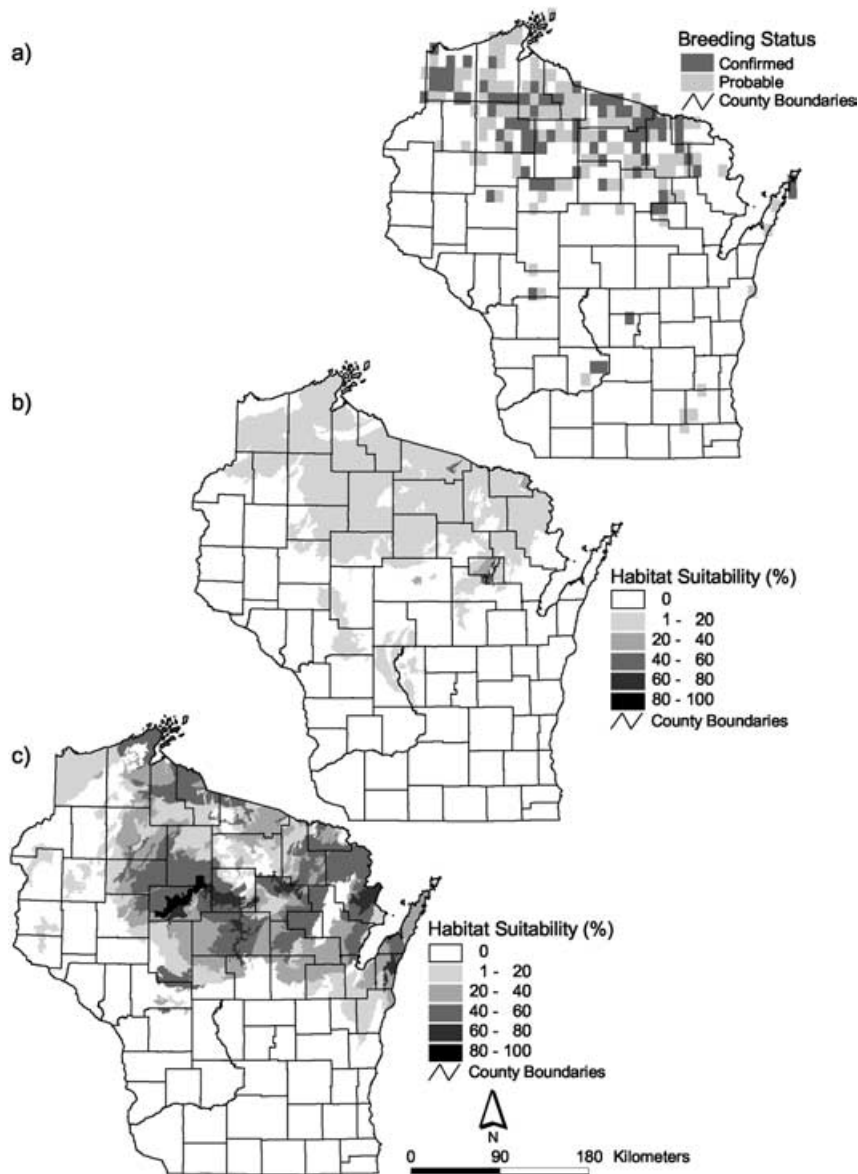 a)
Breeding Status
Confirmed
Probable
County Boundaries
b)
Habitat Suitability (%)
0
1 - 20
20 - 40
40 - 60
60 - 80
80 - 100
County Boundaries
c)
Habitat Suitability (%)
0
1 - 20
20 - 40
40 - 60
60 - 80
80 - 100
County Boundaries
N
0 90 180 Kilometers